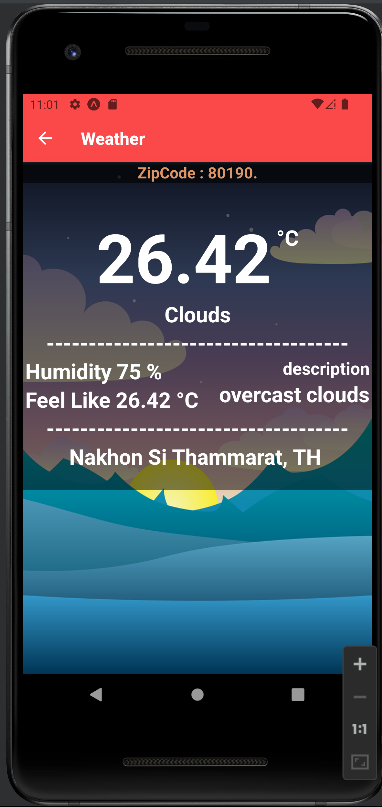 11:01
Weather
ZipCode : 80190.
26.42 °C
Clouds
------------------------------------
Humidity 75 %
description
Feel Like 26.42 °C
overcast clouds
------------------------------------
Nakhon Si Thammarat, TH
1:1